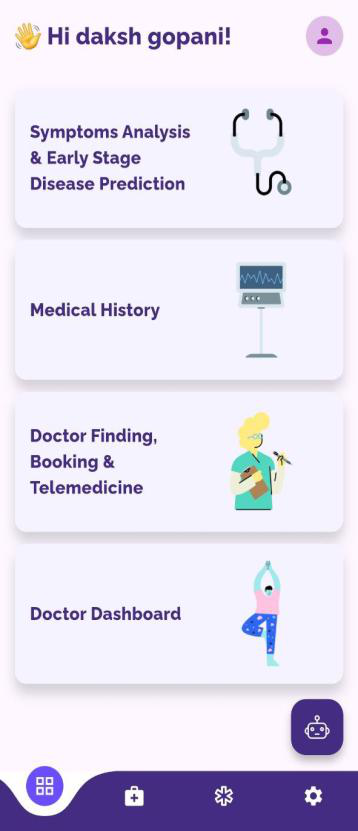 👋 Hi daksh gopani!
Symptoms Analysis
& Early Stage
Disease Prediction
Medical History
Doctor Finding,
Booking &
Telemedicine
Doctor Dashboard